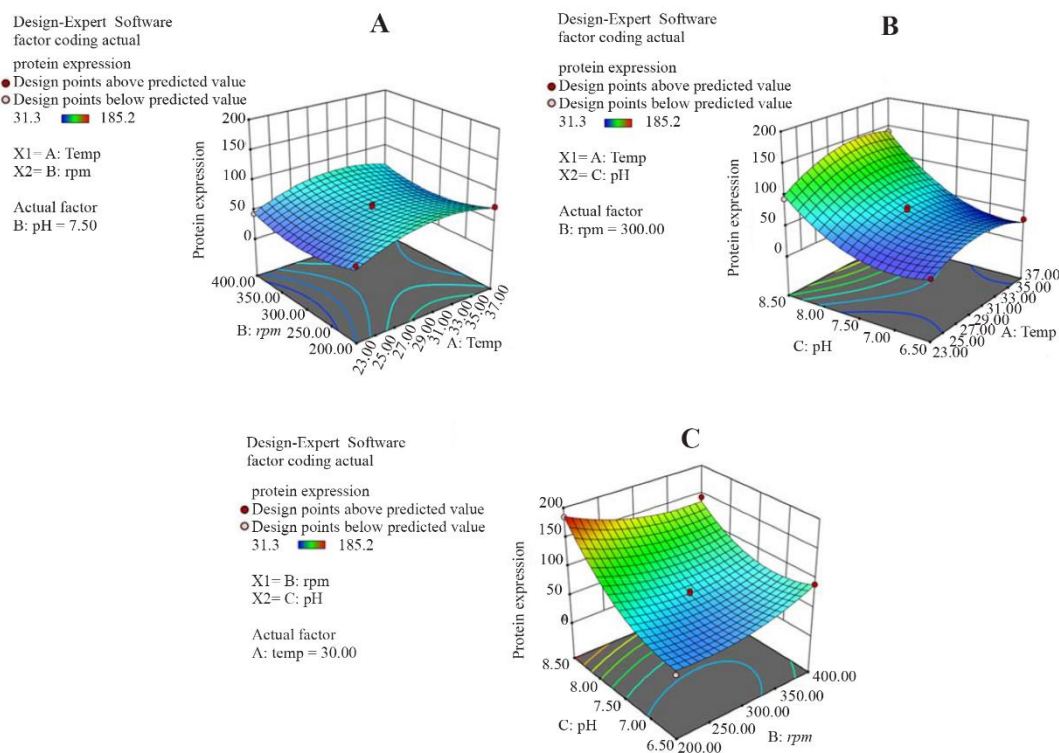 A
Design-Expert Software
factor coding actual
protein expression
Design points above predicted value
Design points below predicted value
31.3 185.2
X1= A: Temp
X2= B: rpm
Actual factor
B: pH = 7.50
Protein expression
200
150
100
50
0
400.00
350.00
300.00
250.00
200.00
B: rpm
23.00
25.00
27.00
29.00
31.00
33.00
35.00
37.00
A: Temp
B
Design-Expert Software
factor coding actual
protein expression
Design points above predicted value
Design points below predicted value
31.3 185.2
X1= A: Temp
X2= C: pH
Actual factor
B: rpm = 300.00
Protein expression
200
150
100
50
0
8.50
8.00
7.50
7.00
6.50
C: pH
23.00
25.00
27.00
29.00
31.00
33.00
35.00
37.00
A: Temp
C
Design-Expert Software
factor coding actual
protein expression
Design points above predicted value
Design points below predicted value
31.3 185.2
X1= B: rpm
X2= C: pH
Actual factor
A: temp = 30.00
Protein expression
200
150
100
50
0
8.50
8.00
7.50
7.00
6.50
C: pH
200.00
250.00
300.00
350.00
400.00
B: rpm